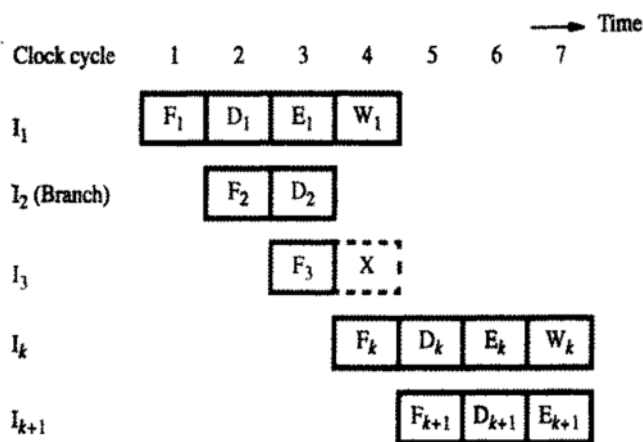 Time
Clock cycle 1 2 3 4 5 6 7
I₁ F₁ D₁ E₁ W₁
I₂ (Branch) F₂ D₂
I₃ F₃ X
Iₖ Fₖ Dₖ Eₖ Wₖ
Iₖ₊₁ Fₖ₊₁ Dₖ₊₁ Eₖ₊₁